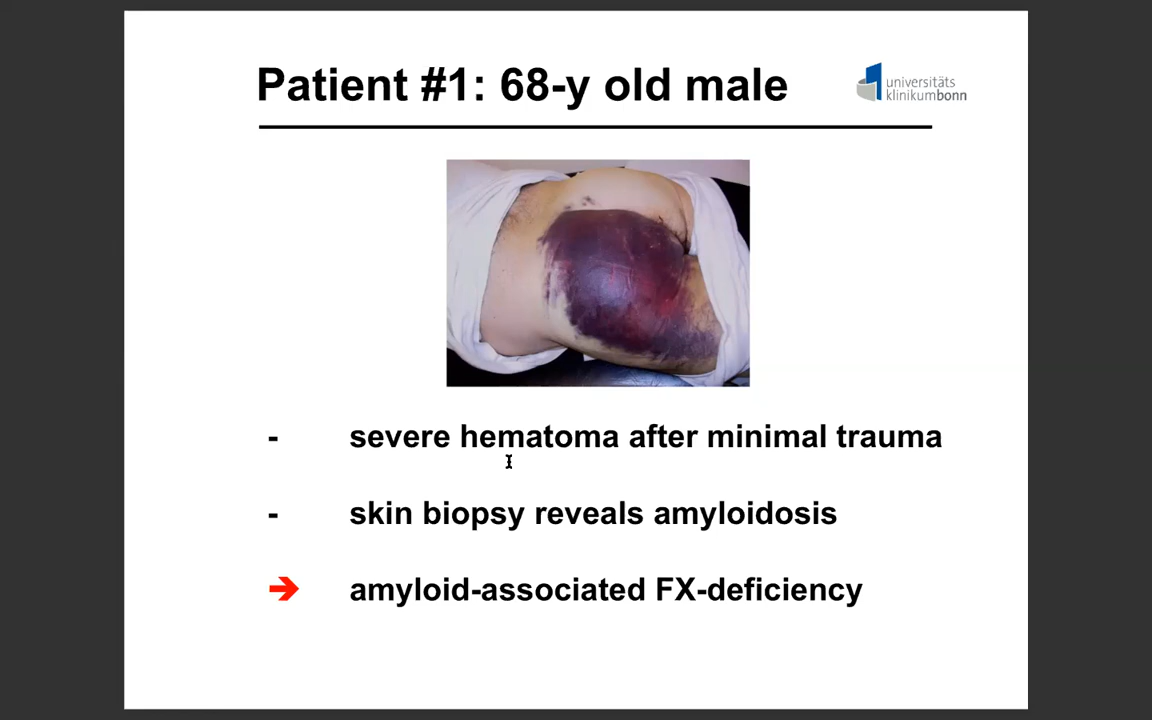 Patient #1: 68-y old male
universitäts
klinikumbonn
- severe hematoma after minimal trauma
- skin biopsy reveals amyloidosis
➔ amyloid-associated FX-deficiency